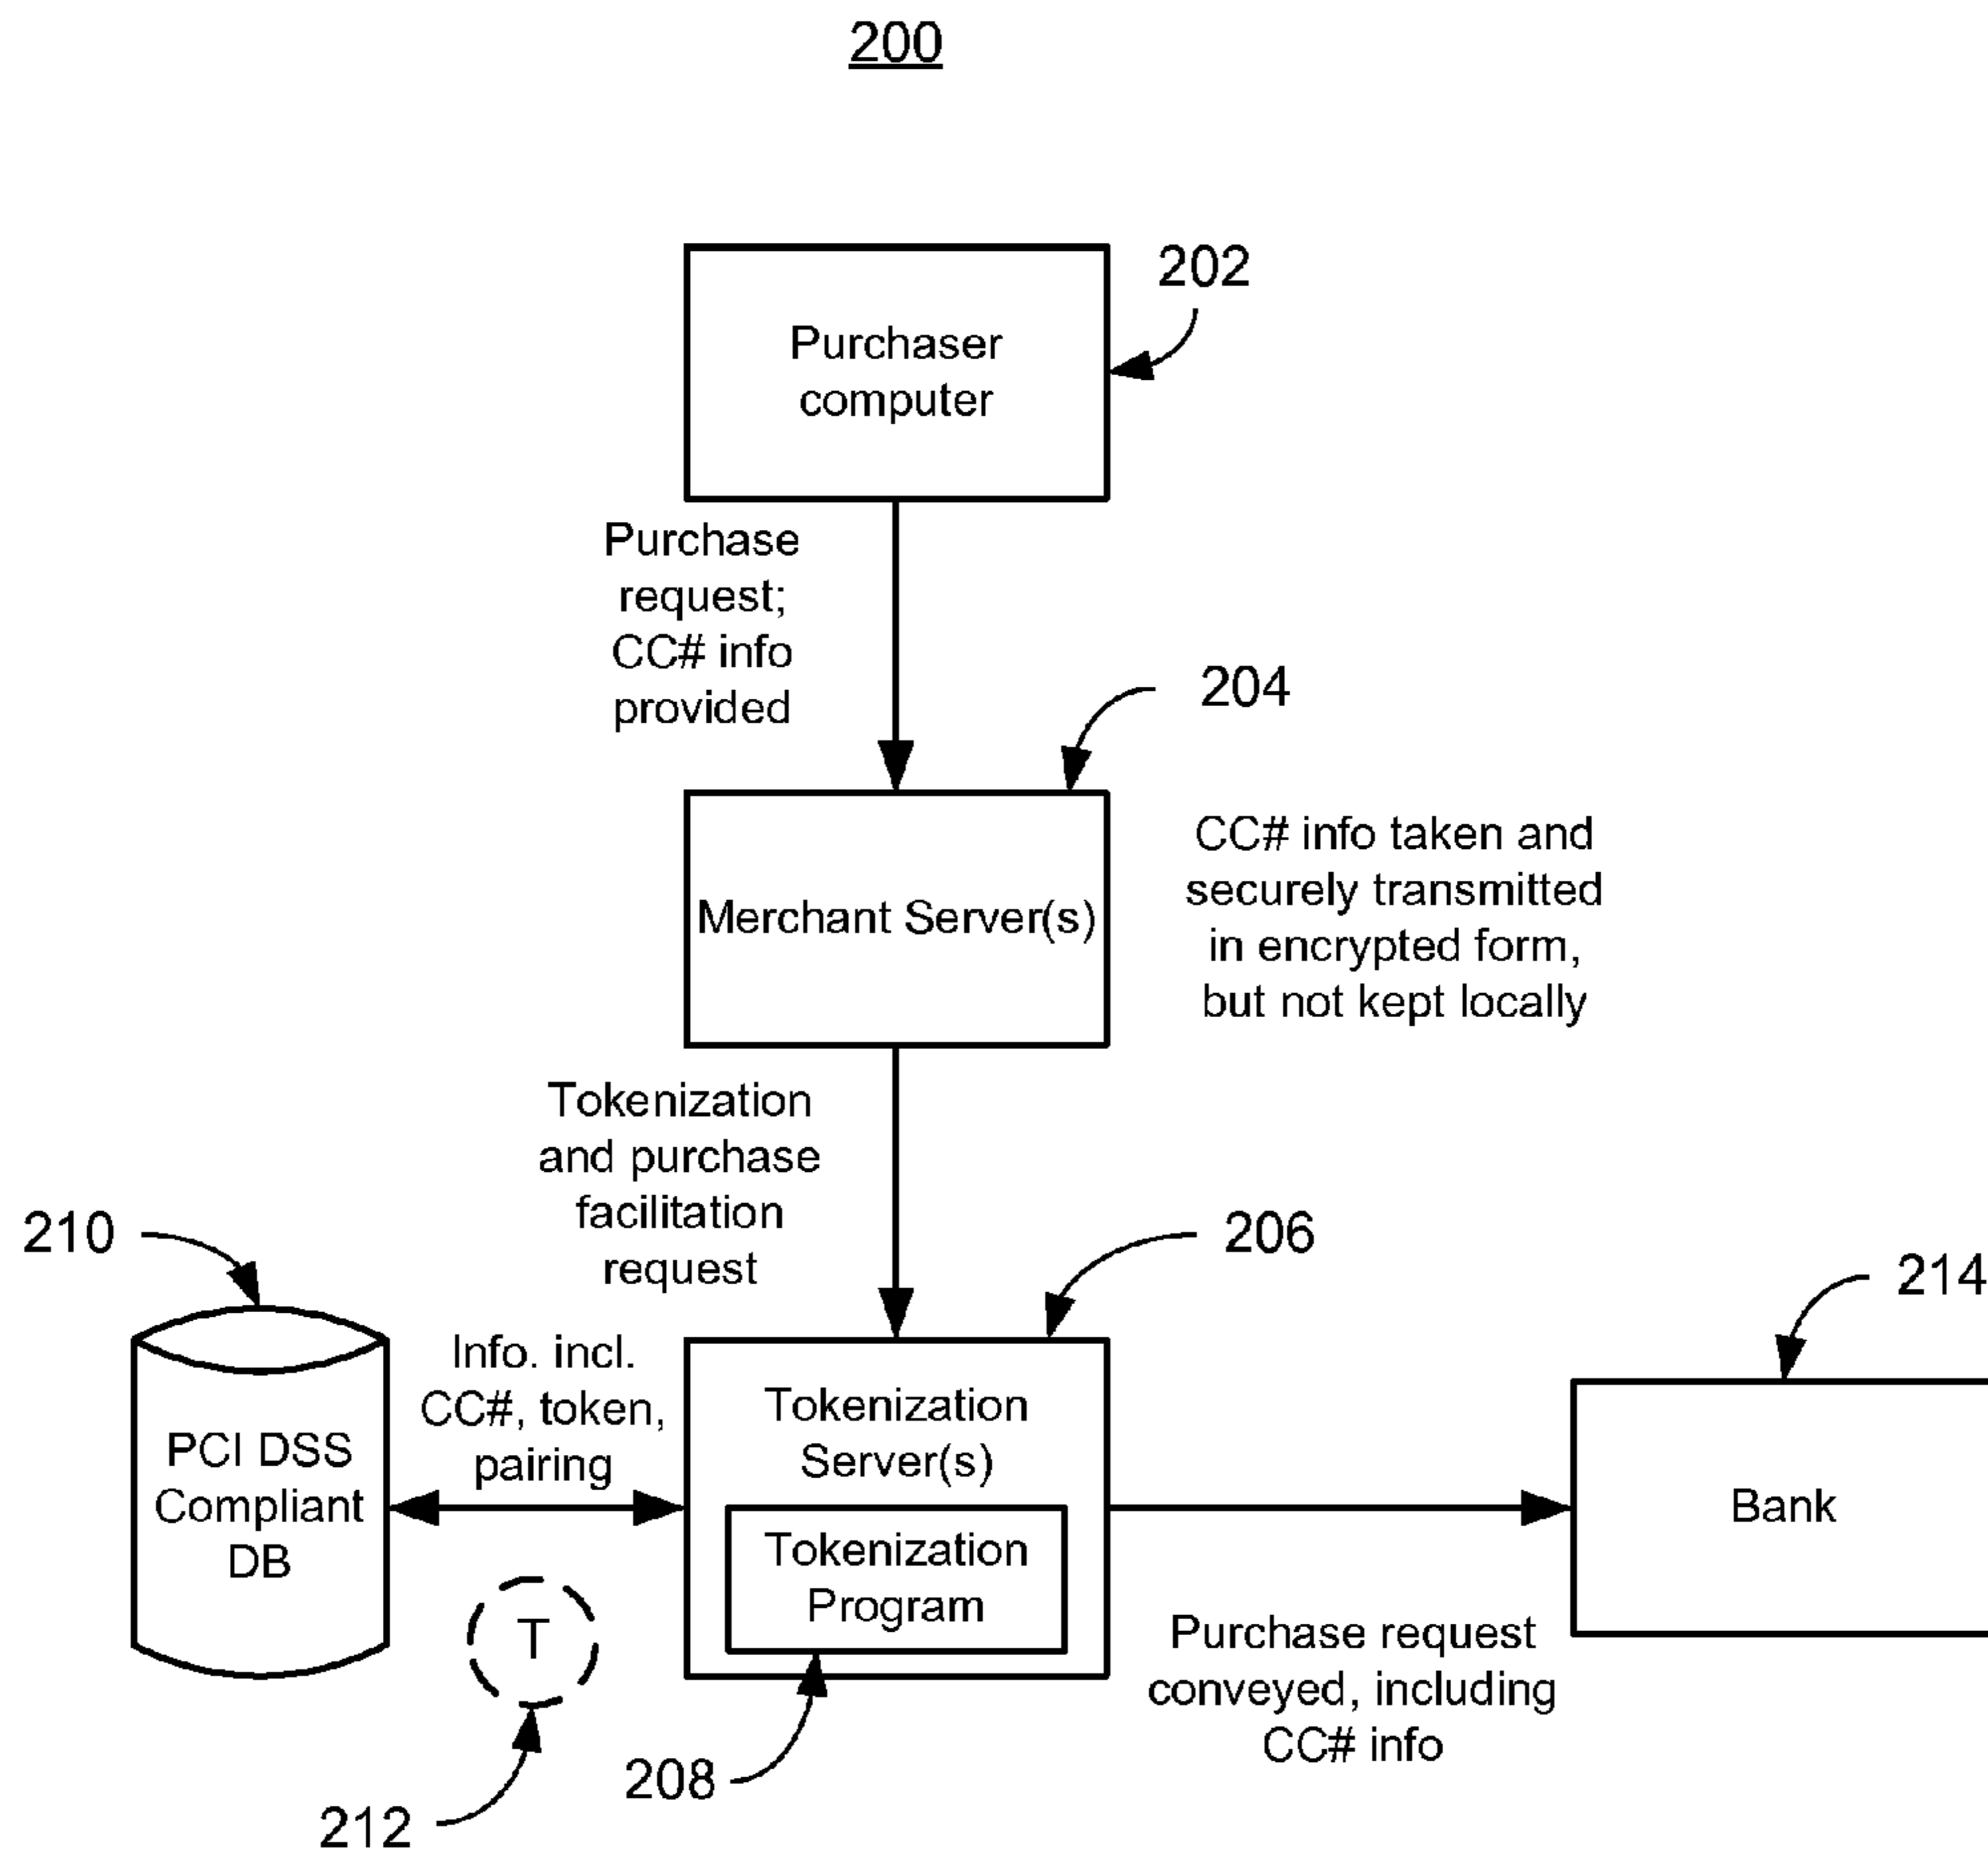 200
Purchaser
computer
202
Purchase
request;
CC# info
provided
204
Merchant Server(s)
CC# info taken and
securely transmitted
in encrypted form,
but not kept locally
Tokenization
and purchase
facilitation
request
210
206
214
PCI DSS
Compliant
DB
Info. incl.
CC#, token,
pairing
Tokenization
Server(s)
Tokenization
Program
Bank
T
Purchase request
conveyed, including
CC# info
208
212